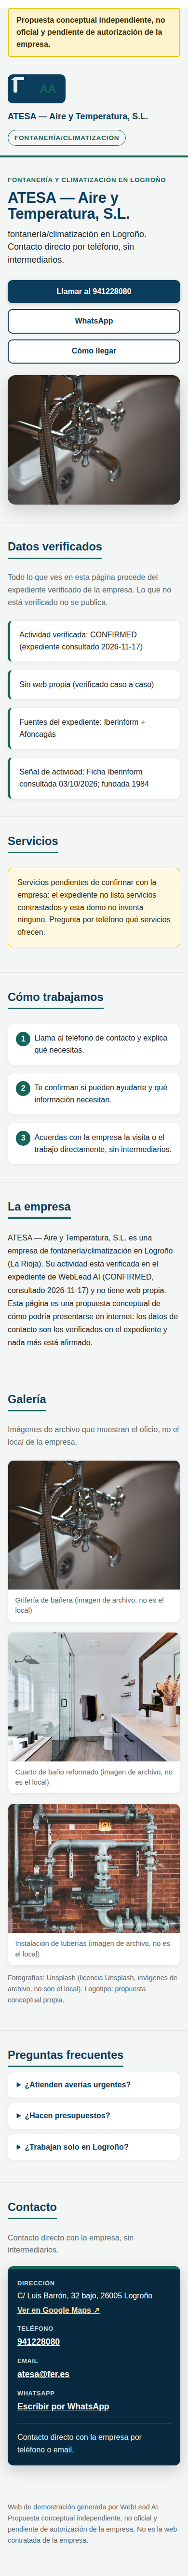 Propuesta conceptual independiente, no
oficial y pendiente de autorización de la
empresa.
AA
ATESA — Aire y Temperatura, S.L.
FONTANERÍA/CLIMATIZACIÓN
FONTANERÍA Y CLIMATIZACIÓN EN LOGROÑO
ATESA — Aire y
Temperatura, S.L.
fontanería/climatización en Logroño.
Contacto directo por teléfono, sin
intermediarios.
Llamar al 941228080
WhatsApp
Cómo llegar
Datos verificados
Todo lo que ves en esta página procede del
expediente verificado de la empresa. Lo que no
está verificado no se publica.
Actividad verificada: CONFIRMED
(expediente consultado 2026-11-17)
Sin web propia (verificado caso a caso)
Fuentes del expediente: Iberinform +
Afoncagás
Señal de actividad: Ficha Iberinform
consultada 03/10/2026; fundada 1984
Servicios
Servicios pendientes de confirmar con la
empresa: el expediente no lista servicios
contrastados y esta demo no inventa
ninguno. Pregunta por teléfono qué servicios
ofrecen.
Cómo trabajamos
1 Llama al teléfono de contacto y explica
qué necesitas.
2 Te confirman si pueden ayudarte y qué
información necesitan.
3 Acuerdas con la empresa la visita o el
trabajo directamente, sin intermediarios.
La empresa
ATESA — Aire y Temperatura, S.L. es una
empresa de fontanería/climatización en Logroño
(La Rioja). Su actividad está verificada en el
expediente de WebLead AI (CONFIRMED,
consultado 2026-11-17) y no tiene web propia.
Esta página es una propuesta conceptual de
cómo podría presentarse en internet: los datos de
contacto son los verificados en el expediente y
nada más está afirmado.
Galería
Imágenes de archivo que muestran el oficio, no el
local de la empresa.
Grifería de bañera (imagen de archivo, no es el
local)
Cuarto de baño reformado (imagen de archivo, no
es el local)
Instalación de tuberías (imagen de archivo, no es
el local)
Fotografías: Unsplash (licencia Unsplash, imágenes de
archivo, no son el local). Logotipo: propuesta
conceptual propia.
Preguntas frecuentes
¿Atienden averías urgentes?
¿Hacen presupuestos?
¿Trabajan solo en Logroño?
Contacto
Contacto directo con la empresa, sin
intermediarios.
DIRECCIÓN
C/ Luis Barrón, 32 bajo, 26005 Logroño
Ver en Google Maps ↗
TELÉFONO
941228080
EMAIL
atesa@fer.es
WHATSAPP
Escribir por WhatsApp
Contacto directo con la empresa por
teléfono o email.
Web de demostración generada por WebLead AI.
Propuesta conceptual independiente, no oficial y
pendiente de autorización de la empresa. No es la web
contratada de la empresa.